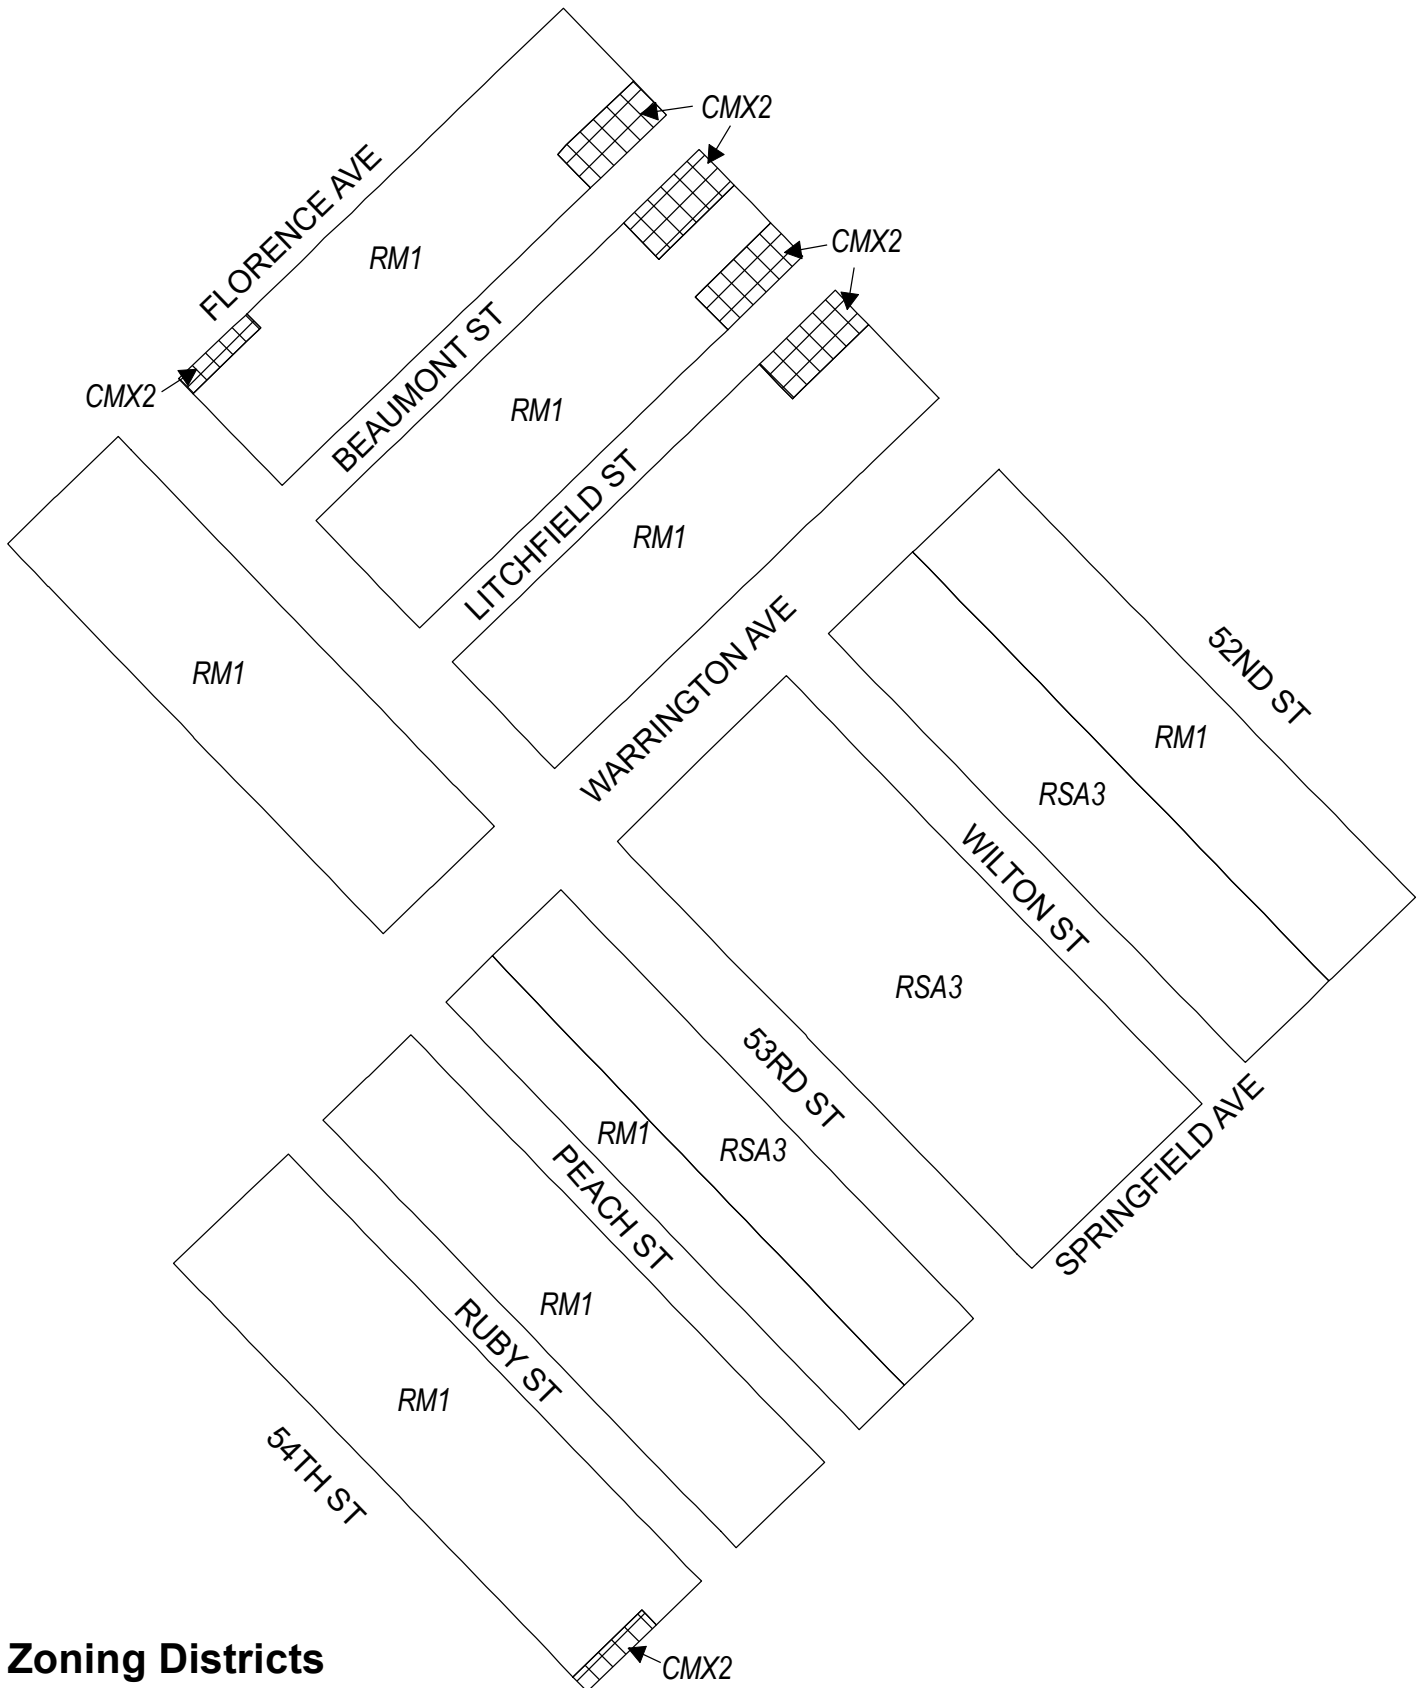 CMX2
FLORENCE AVE
CMX2
RM1
CMX2
BEAUMONT ST
RM1
LITCHFIELD ST
RM1
RM1
WARRINGTON AVE
52ND ST
RM1
RSA3
WILTON ST
RSA3
53RD ST
RM1
RSA3
PEACH ST
SPRINGFIELD AVE
RM1
RUBY ST
RM1
54TH ST
Zoning Districts
CMX2